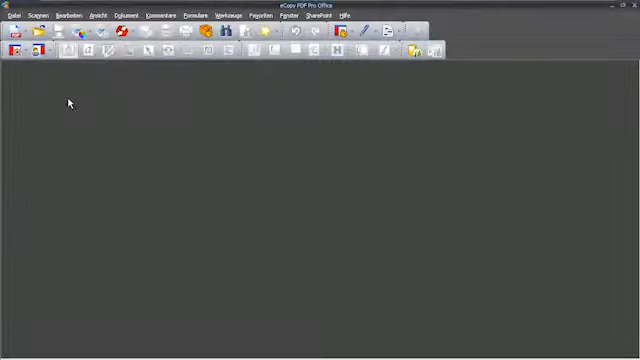 eCopy PDF Pro Office
Datei Scannen Bearbeiten Ansicht Dokument Kommentare Formulare Werkzeuge Favoriten Fenster SharePoint Hilfe